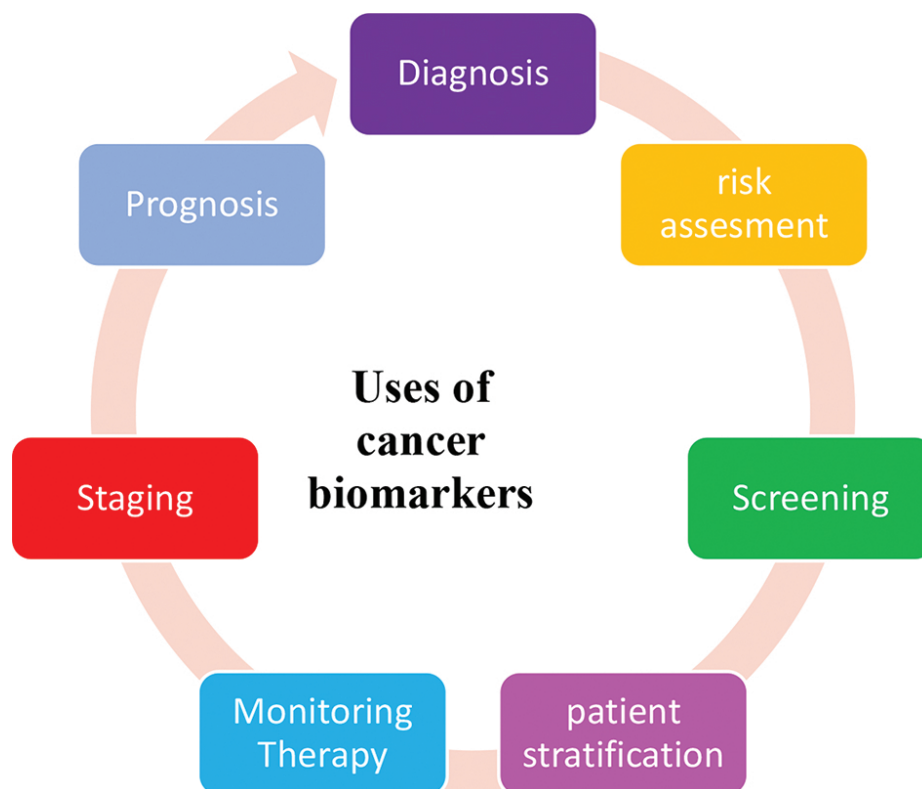 Diagnosis
risk
assesment
Screening
patient
stratification
Monitoring
Therapy
Staging
Prognosis
Uses of
cancer
biomarkers